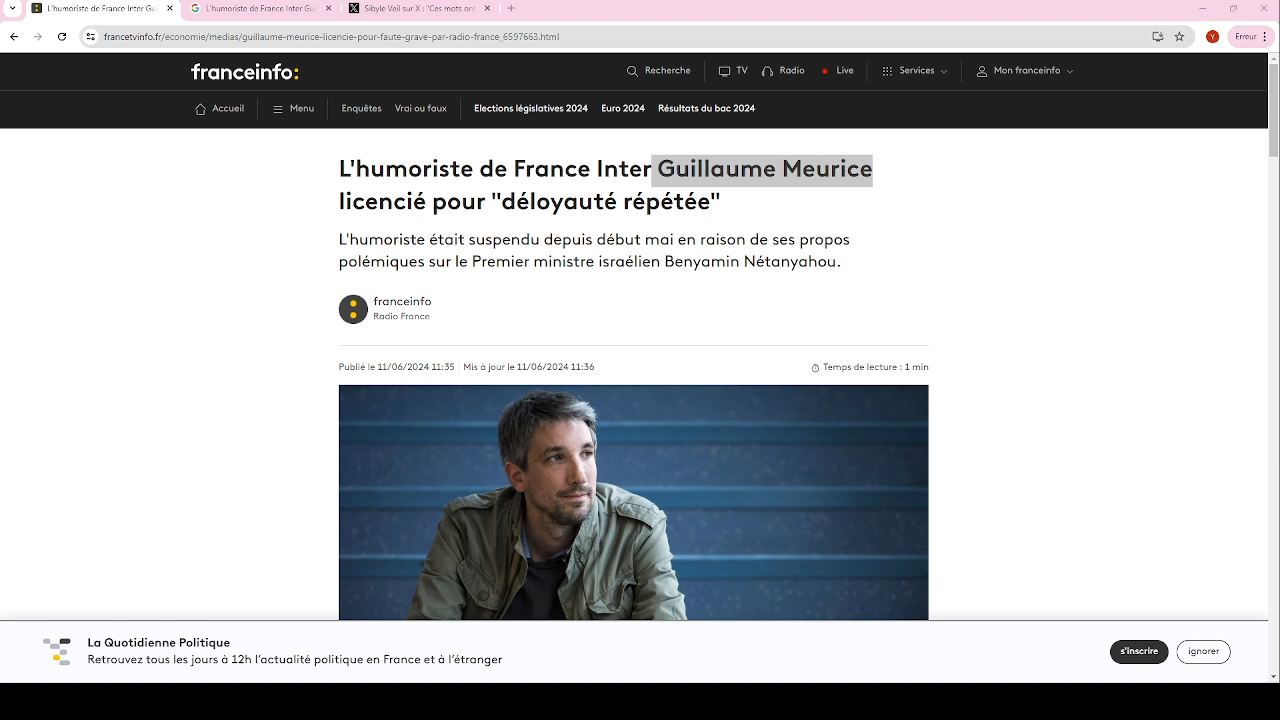 L'humoriste de France Inter Gui
L'humoriste de France Inter Gui
Sibyle Veil sur X : "Ces mots ont
francetvinfo.fr/economie/medias/guillaume-meurice-licencie-pour-faute-grave-par-radio-france_6597663.html
Y
Erreur
franceinfo:
Recherche
TV
Radio
Live
Services
Mon franceinfo
Accueil
Menu
Enquêtes
Vrai ou faux
Elections législatives 2024
Euro 2024
Résultats du bac 2024
L'humoriste de France Inter Guillaume Meurice
licencié pour "déloyauté répétée"
L'humoriste était suspendu depuis début mai en raison de ses propos
polémiques sur le Premier ministre israélien Benyamin Nétanyahou.
franceinfo
Radio France
Publié le 11/06/2024 11:35
Mis à jour le 11/06/2024 11:36
Temps de lecture : 1 min
La Quotidienne Politique
Retrouvez tous les jours à 12h l'actualité politique en France et à l'étranger
s'inscrire
ignorer